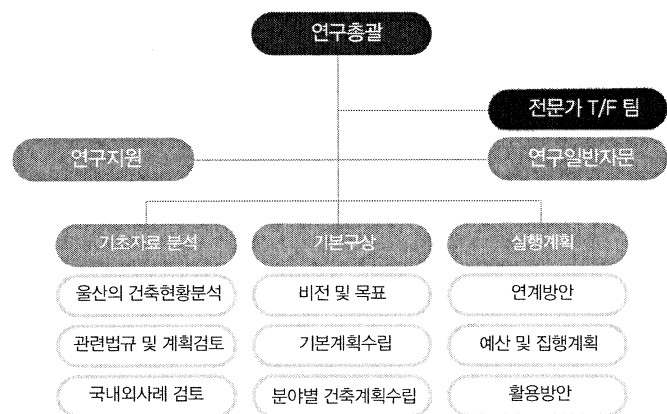 연구총괄
전문가 T/F 팀
연구지원
연구일반자문
기초자료 분석
기본구상
실행계획
울산의 건축현황분석
비전 및 목표
연계방안
관련법규 및 계획검토
기본계획수립
예산 및 집행계획
국내외사례 검토
분야별 건축계획수립
활용방안